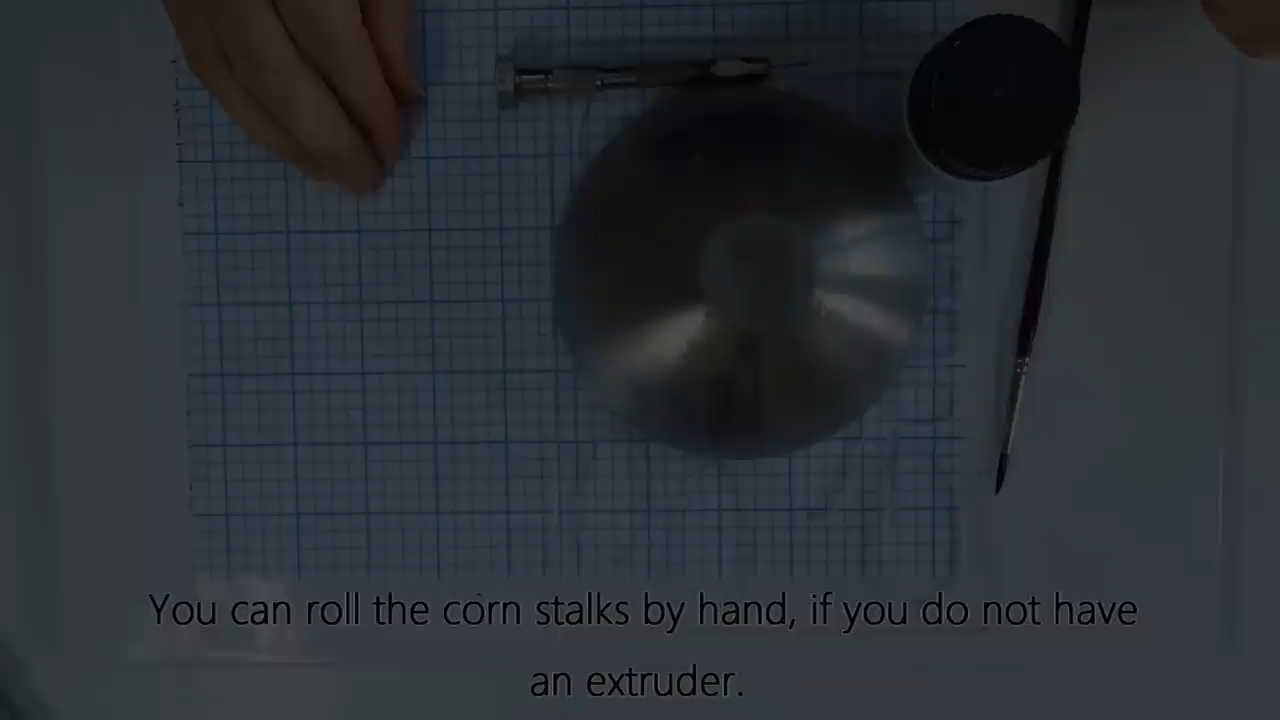 You can roll the corn stalks by hand, if you do not have
an extruder.